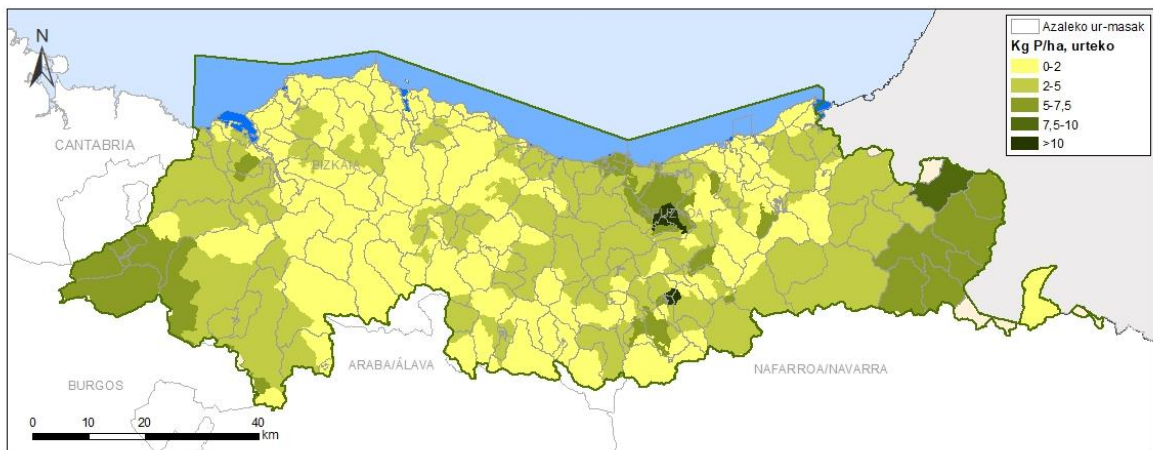 N
Azaleko ur-masak
Kg P/ha, urteko
0-2
2-5
5-7,5
7,5-10
>10
CANTABRIA
BIZKAIA
ARABA/ÁLAVA
NAFARROA/NAVARRA
BURGOS
0 10 20 40
km